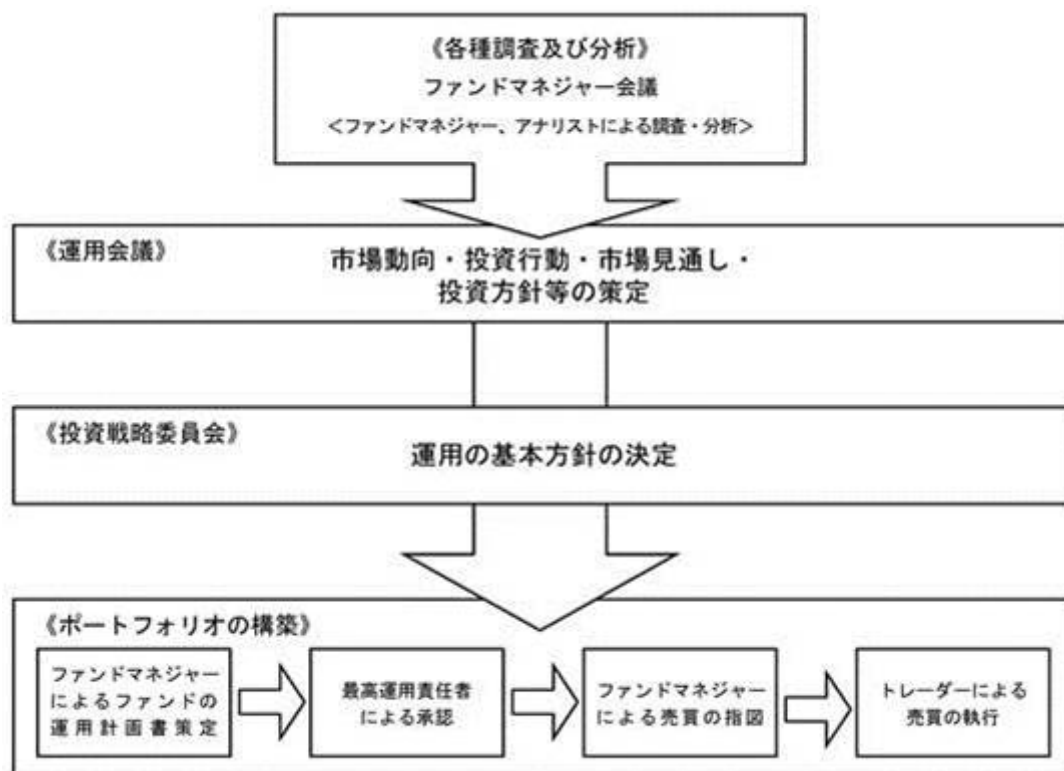 《各種調査及び分析》
ファンドマネジャー会議
<ファンドマネジャー、アナリストによる調査・分析>
《運用会議》
市場動向・投資行動・市場見通し・
投資方針等の策定
《投資戦略委員会》
運用の基本方針の決定
《ポートフォリオの構築》
ファンドマネジャー
によるファンドの
運用計画書策定
最高運用責任者
による承認
ファンドマネジャー
による売買の指図
トレーダーによる
売買の執行